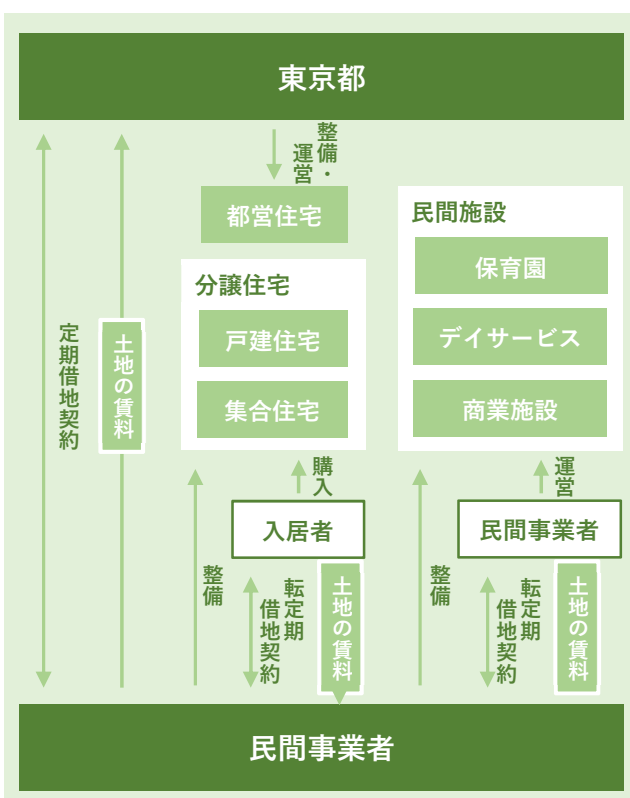 東京都
整備・
運営
都営住宅
民間施設
保育園
分譲住宅
戸建住宅
デイサービス
集合住宅
商業施設
定期借地契約
土地の賃料
購入
運営
入居者
民間事業者
整備
転定期
借地契約
土地の賃料
整備
転定期
借地契約
土地の賃料
民間事業者